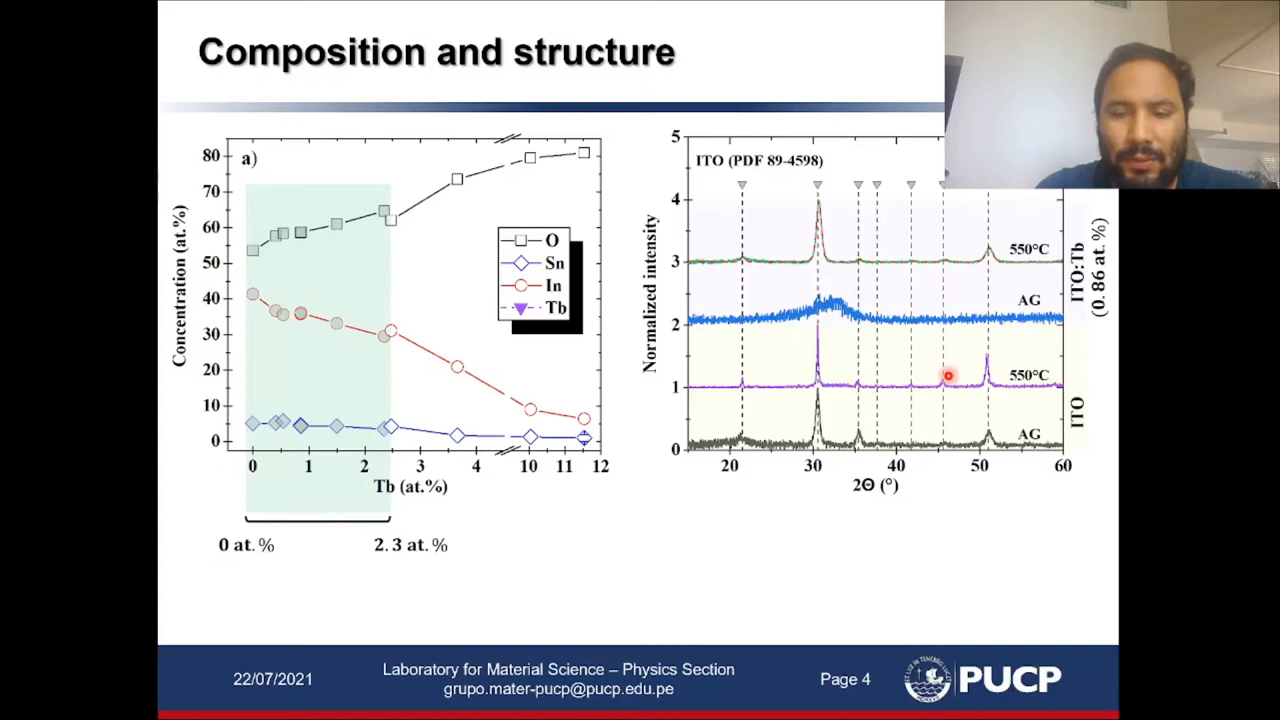 Composition and structure
a)
80
70
60
50
40
30
20
10
0
Concentration (at.%)
O
Sn
In
Tb
0
1
2
3
4
10
11
12
Tb (at.%)
0 at. %
2.3 at. %
5
4
3
2
1
0
Normalized intensity
ITO (PDF 89-4598)
550°C
AG
550°C
AG
ITO:Tb
(0.86 at. %)
ITO
20
30
40
50
60
2Θ (°)
22/07/2021
Laboratory for Material Science – Physics Section
grupo.mater-pucp@pucp.edu.pe
Page 4
PUCP